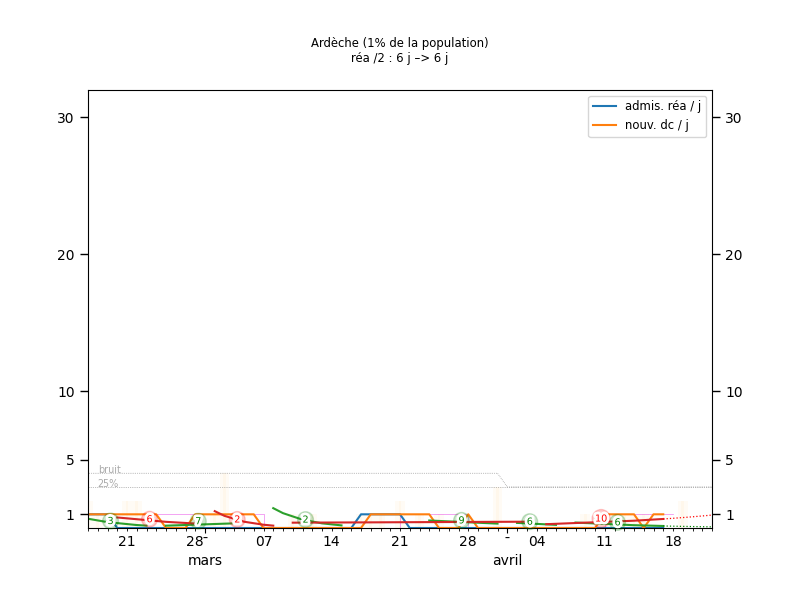 Ardèche (1% de la population)
réa /2 : 6 j –> 6 j
admis. réa / j
nouv. dc / j
30 30
20 20
10 10
5 5
bruit
25%
1 1
3 6 7 2 2 9 6 10 6
21 28 07 14 21 28 - 04 11 18
mars avril